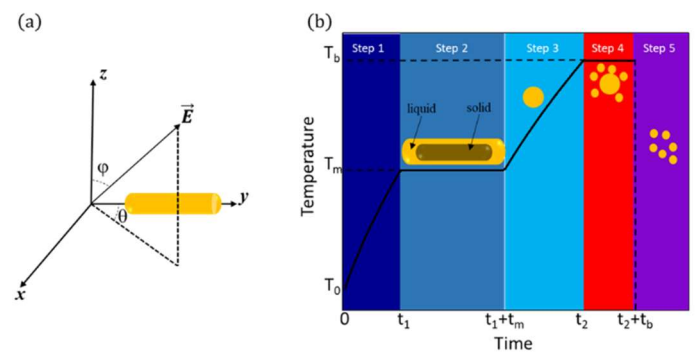 (a)
z
E
φ
y
θ
x
(b)
Step 1 Step 2 Step 3 Step 4 Step 5
T_b
liquid solid
T_m
Temperature
T_0
0 t_1 t_1+t_m t_2 t_2+t_b
Time